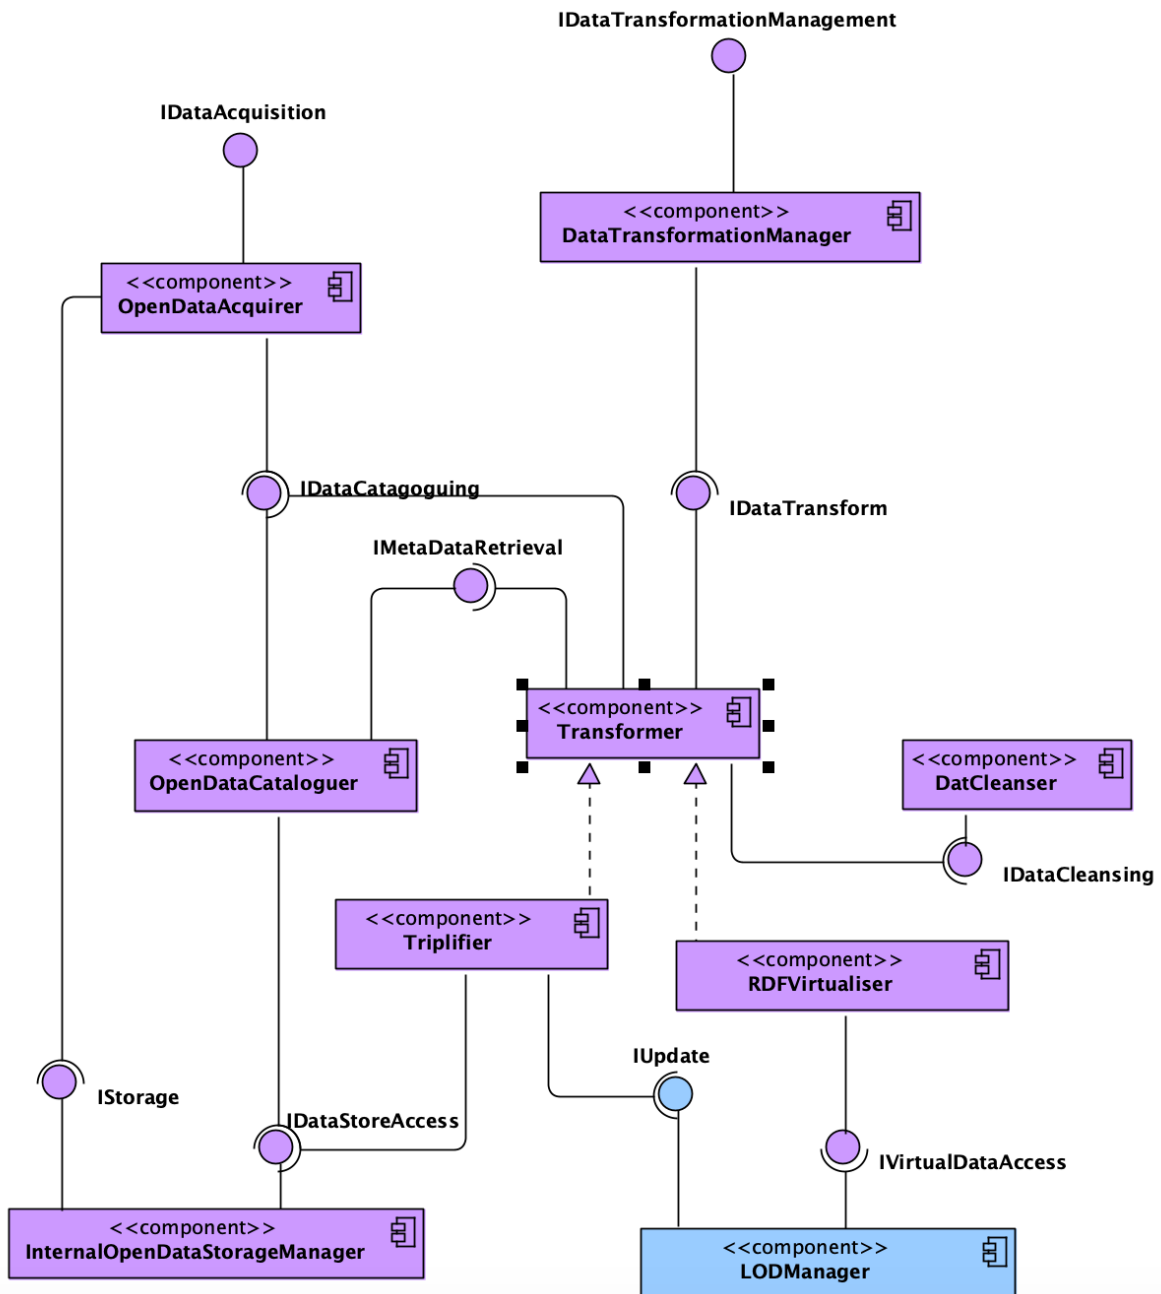 IDataTransformationManagement
IDataAcquisition
<<component>>
DataTransformationManager
<<component>>
OpenDataAcquirer
IDataCatagoguing
IDataTransform
IMetaDataRetrieval
<<component>>
Transformer
<<component>>
OpenDataCataloguer
<<component>>
DatCleanser
IDataCleansing
<<component>>
Triplifier
<<component>>
RDFVirtualiser
IUpdate
IStorage
IDataStoreAccess
IVirtualDataAccess
<<component>>
InternalOpenDataStorageManager
<<component>>
LODManager